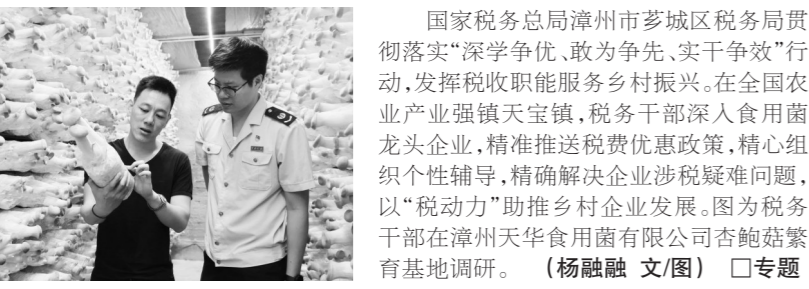 国家税务总局漳州市芗城区税务局贯
彻落实“深学争优、敢为争先、实干争效”行
动，发挥税收职能服务乡村振兴。在全国农
业产业强镇天宝镇，税务干部深入食用菌
龙头企业，精准推送税费优惠政策，精心组
织个性辅导，精确解决企业涉税疑难问题，
以“税动力”助推乡村企业发展。图为税务
干部在漳州天华食用菌有限公司杏鲍菇繁
育基地调研。 （杨融融 文/图） □专题